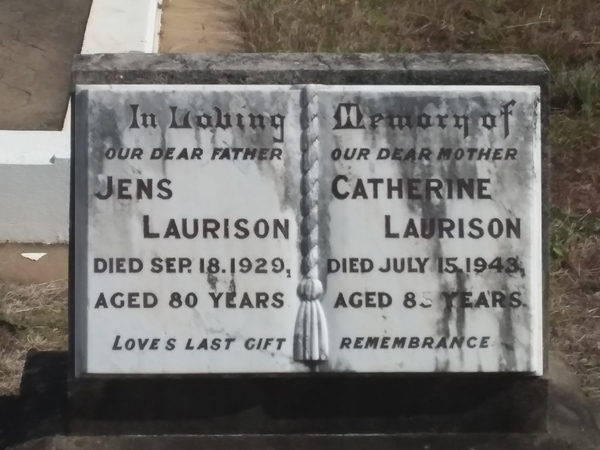 In Loving Memory of
OUR DEAR FATHER
JENS
LAURISON
DIED SEP. 18. 1929,
AGED 80 YEARS
OUR DEAR MOTHER
CATHERINE
LAURISON
DIED JULY 15. 1943,
AGED YEARS.
LOVES LAST GIFT REMEMBRANCE